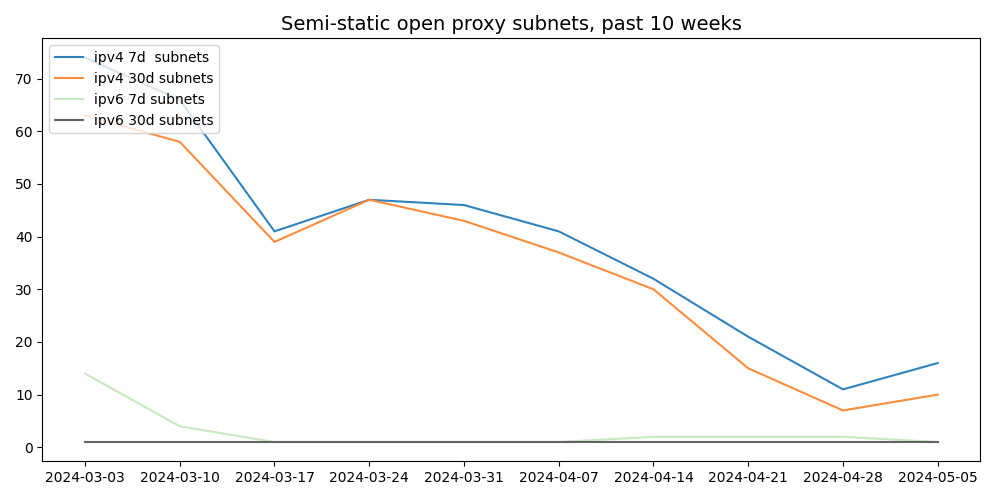 Semi-static open proxy subnets, past 10 weeks
ipv4 7d  subnets
ipv4 30d subnets
ipv6 7d subnets
ipv6 30d subnets
70
60
50
40
30
20
10
0
2024-03-03 2024-03-10 2024-03-17 2024-03-24 2024-03-31 2024-04-07 2024-04-14 2024-04-21 2024-04-28 2024-05-05